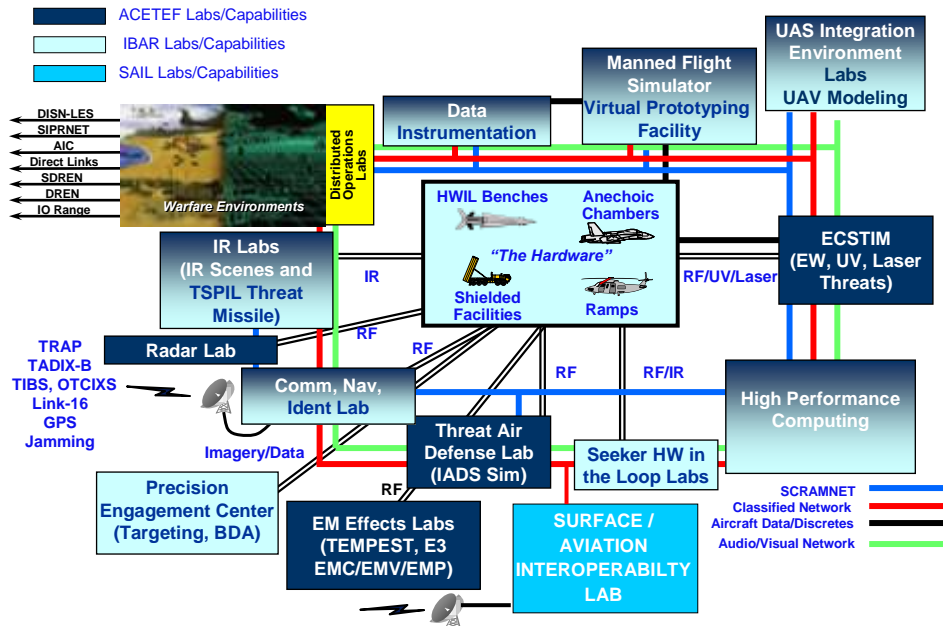 ACETEF Labs/Capabilities
IBAR Labs/Capabilities
SAIL Labs/Capabilities
DISN-LES
SIPRNET
AIC
Direct Links
SDREN
DREN
IO Range
Warfare Environments
Distributed
Operations
Labs
Data
Instrumentation
Manned Flight
Simulator
Virtual Prototyping
Facility
UAS Integration
Environment
Labs
UAV Modeling
HWIL Benches
Anechoic
Chambers
“The Hardware”
Shielded
Facilities
Ramps
IR Labs
(IR Scenes and
TSPIL Threat
Missile)
IR
RF/UV/Laser
ECSTIM
(EW, UV, Laser
Threats)
Radar Lab
RF
RF
RF
RF/IR
TRAP
TADIX-B
TIBS, OTCIXS
Link-16
GPS
Jamming
Comm, Nav,
Ident Lab
High Performance
Computing
Imagery/Data
Threat Air
Defense Lab
(IADS Sim)
Seeker HW in
the Loop Labs
Precision
Engagement Center
(Targeting, BDA)
RF
EM Effects Labs
(TEMPEST, E3
EMC/EMV/EMP)
SURFACE /
AVIATION
INTEROPERABILTY
LAB
SCRAMNET
Classified Network
Aircraft Data/Discretes
Audio/Visual Network